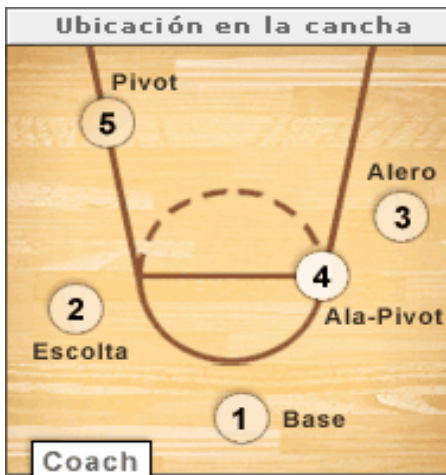 Ubicación en la cancha
Pivot
5
Alero
3
4
Ala-Pivot
2
Escolta
1 Base
Coach